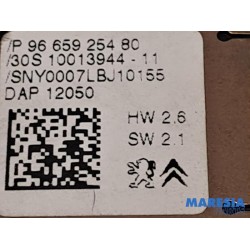 /P 96 659 254 80
/30S 10013944 - 11
/SNY0007LBJ10155
DAP 12050
HW 2.6
SW 2.1
MARESIA